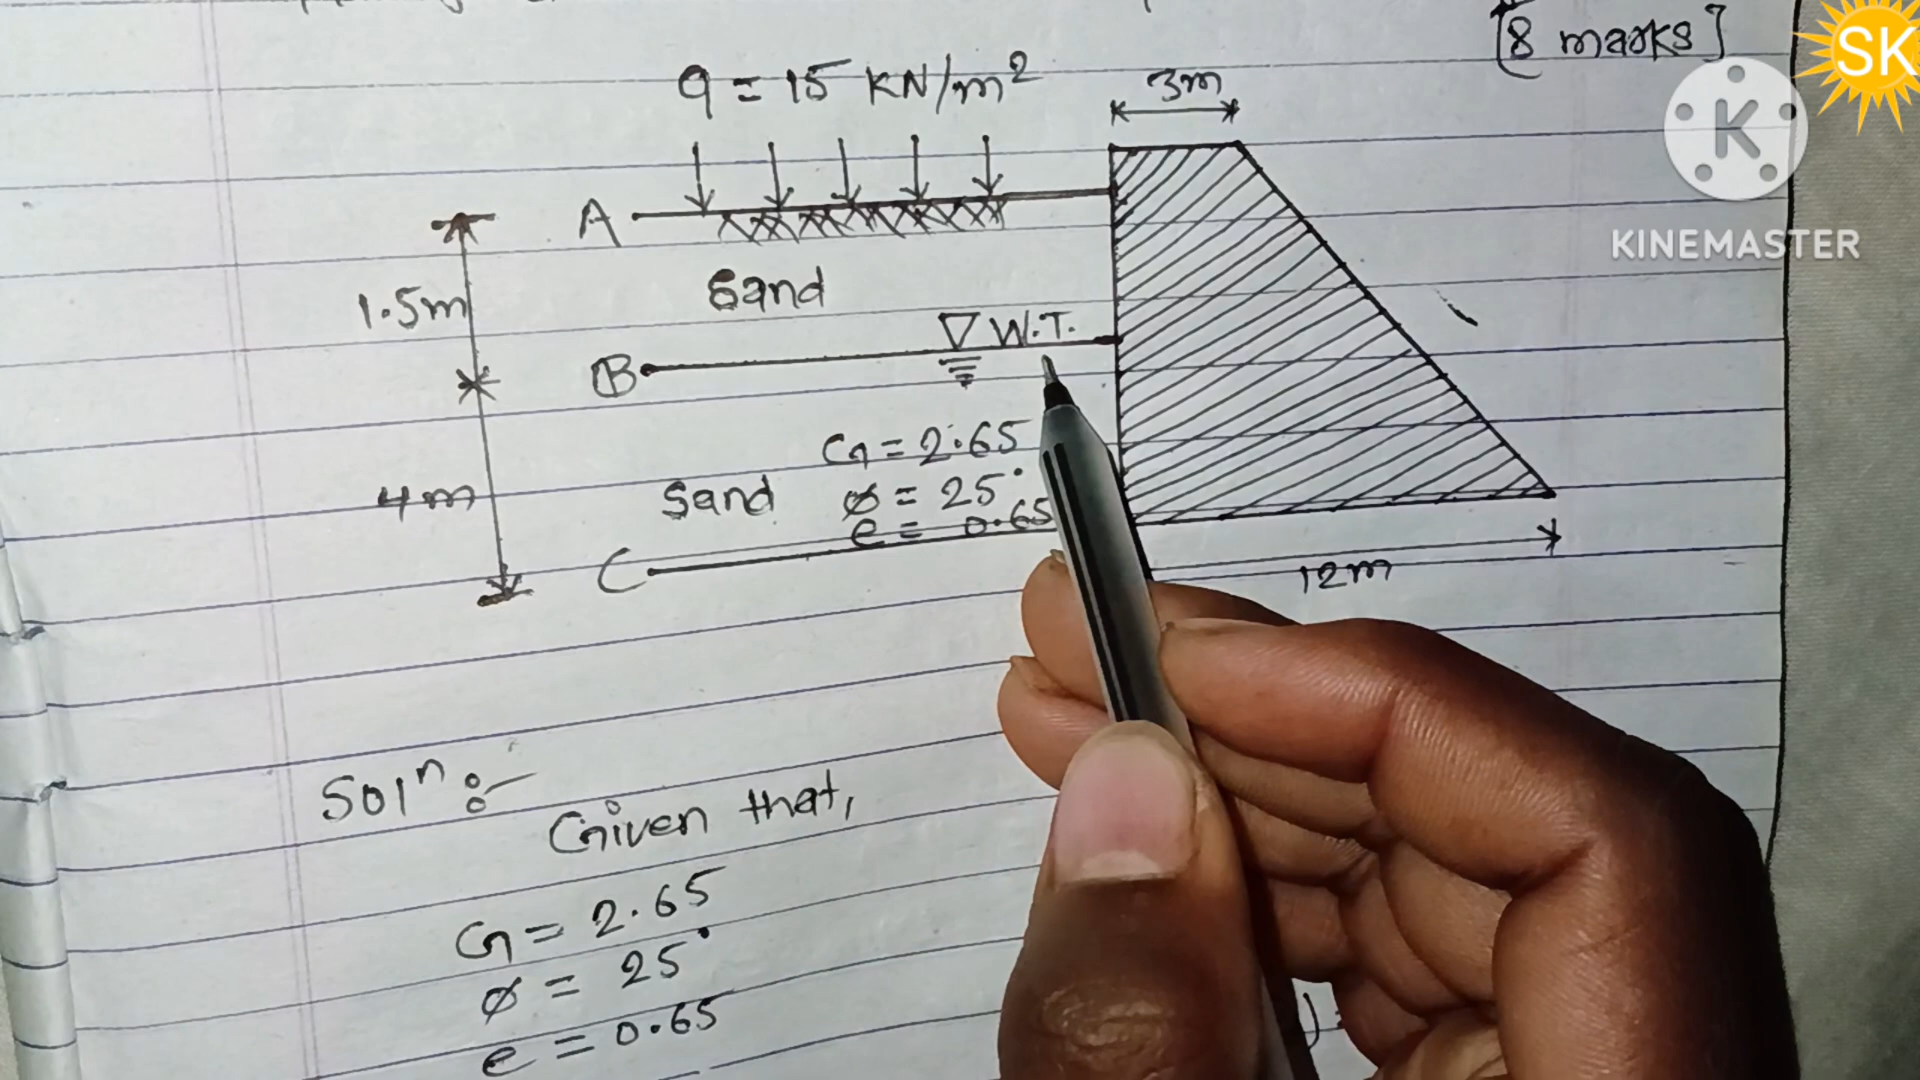 [8 marks]
SK
K
KINEMASTER
q = 15 KN/m²
3m
A
1.5m
Sand
W.T.
B
G = 2.65
4m
Sand
ø = 25°
e = 0.65
C
12m
Solⁿ :-
Given that,
G = 2.65
ø = 25°
e = 0.65